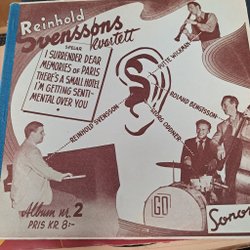 Reinhold
Svenssons
Kvartett
SPELAR
I SURRENDER DEAR
MEMORIES OF PARIS
THERE'S A SMALL HOTEL
I'M GETTING SENTI-
MENTAL OVER YOU
PUTTE WICKMAN
ROLAND BENGTSSON
REINHOLD SVENSSON
Album nr. 2
PRIS KR. 8:-
GO
Sonora